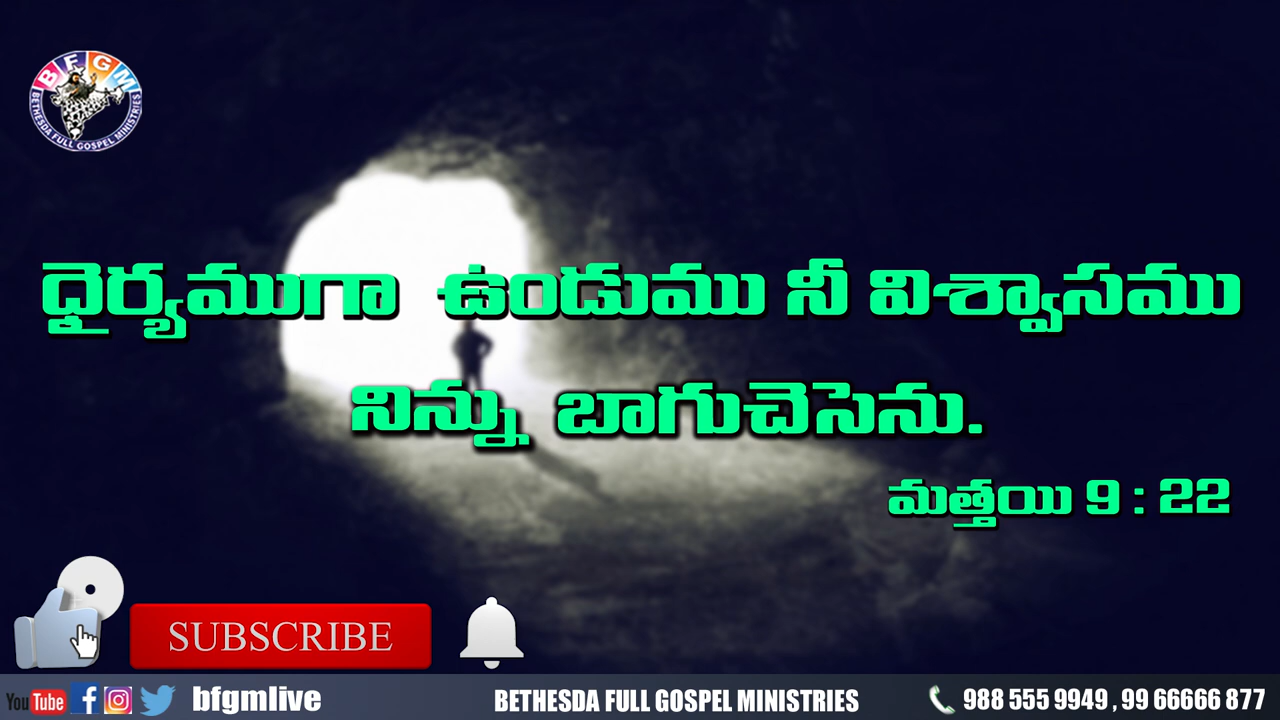 BFGM
BETHESDA FULL GOSPEL MINISTRIES
ధైర్యముగా ఉండుము నీ విశ్వాసము
నిన్ను బాగుచెసెను.
మత్తయి 9 : 22
SUBSCRIBE
YouTube bfgmlive BETHESDA FULL GOSPEL MINISTRIES 988 555 9949 , 99 66666 877